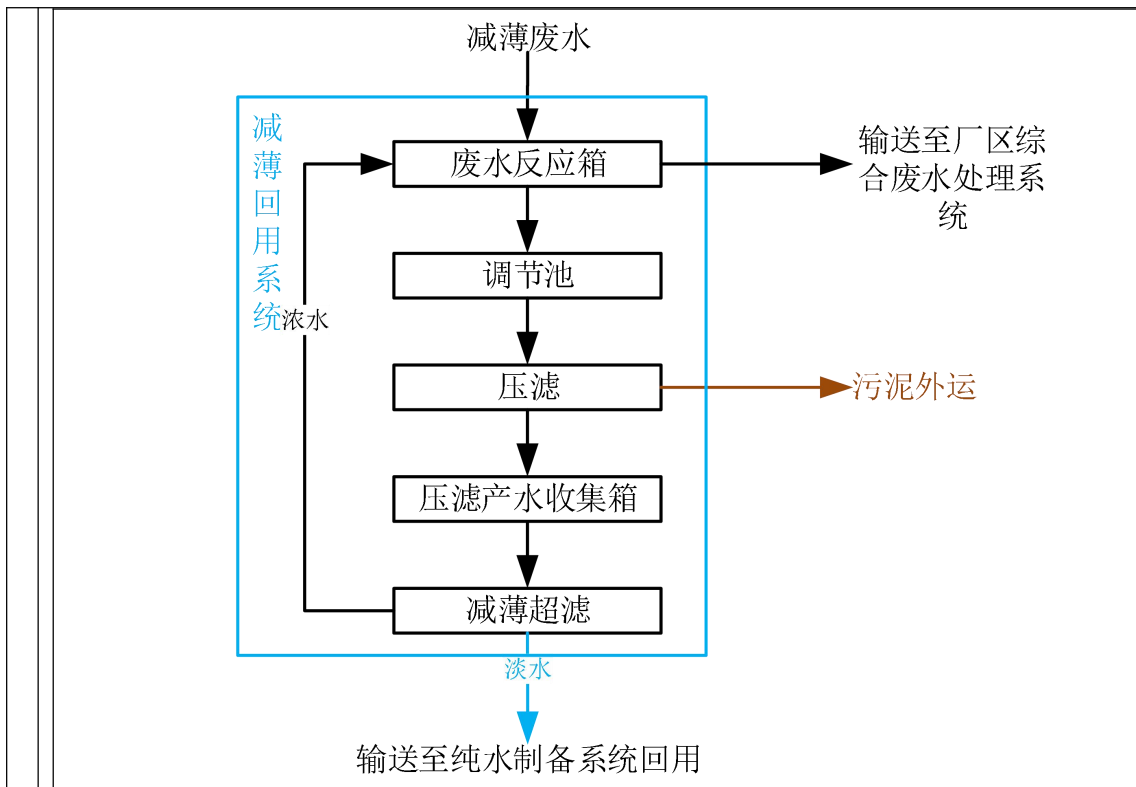 减薄废水
减薄回用系统
废水反应箱
输送至厂区综
合废水处理系
统
调节池
浓水
压滤
污泥外运
压滤产水收集箱
减薄超滤
淡水
输送至纯水制备系统回用